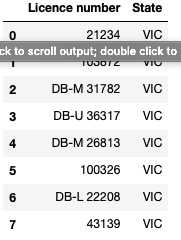 Licence number State
0 21234 VIC
ck to scroll output; double click to
1 103872 VIC
2 DB-M 31782 VIC
3 DB-U 36317 VIC
4 DB-M 26813 VIC
5 100326 VIC
6 DB-L 22208 VIC
7 43139 VIC